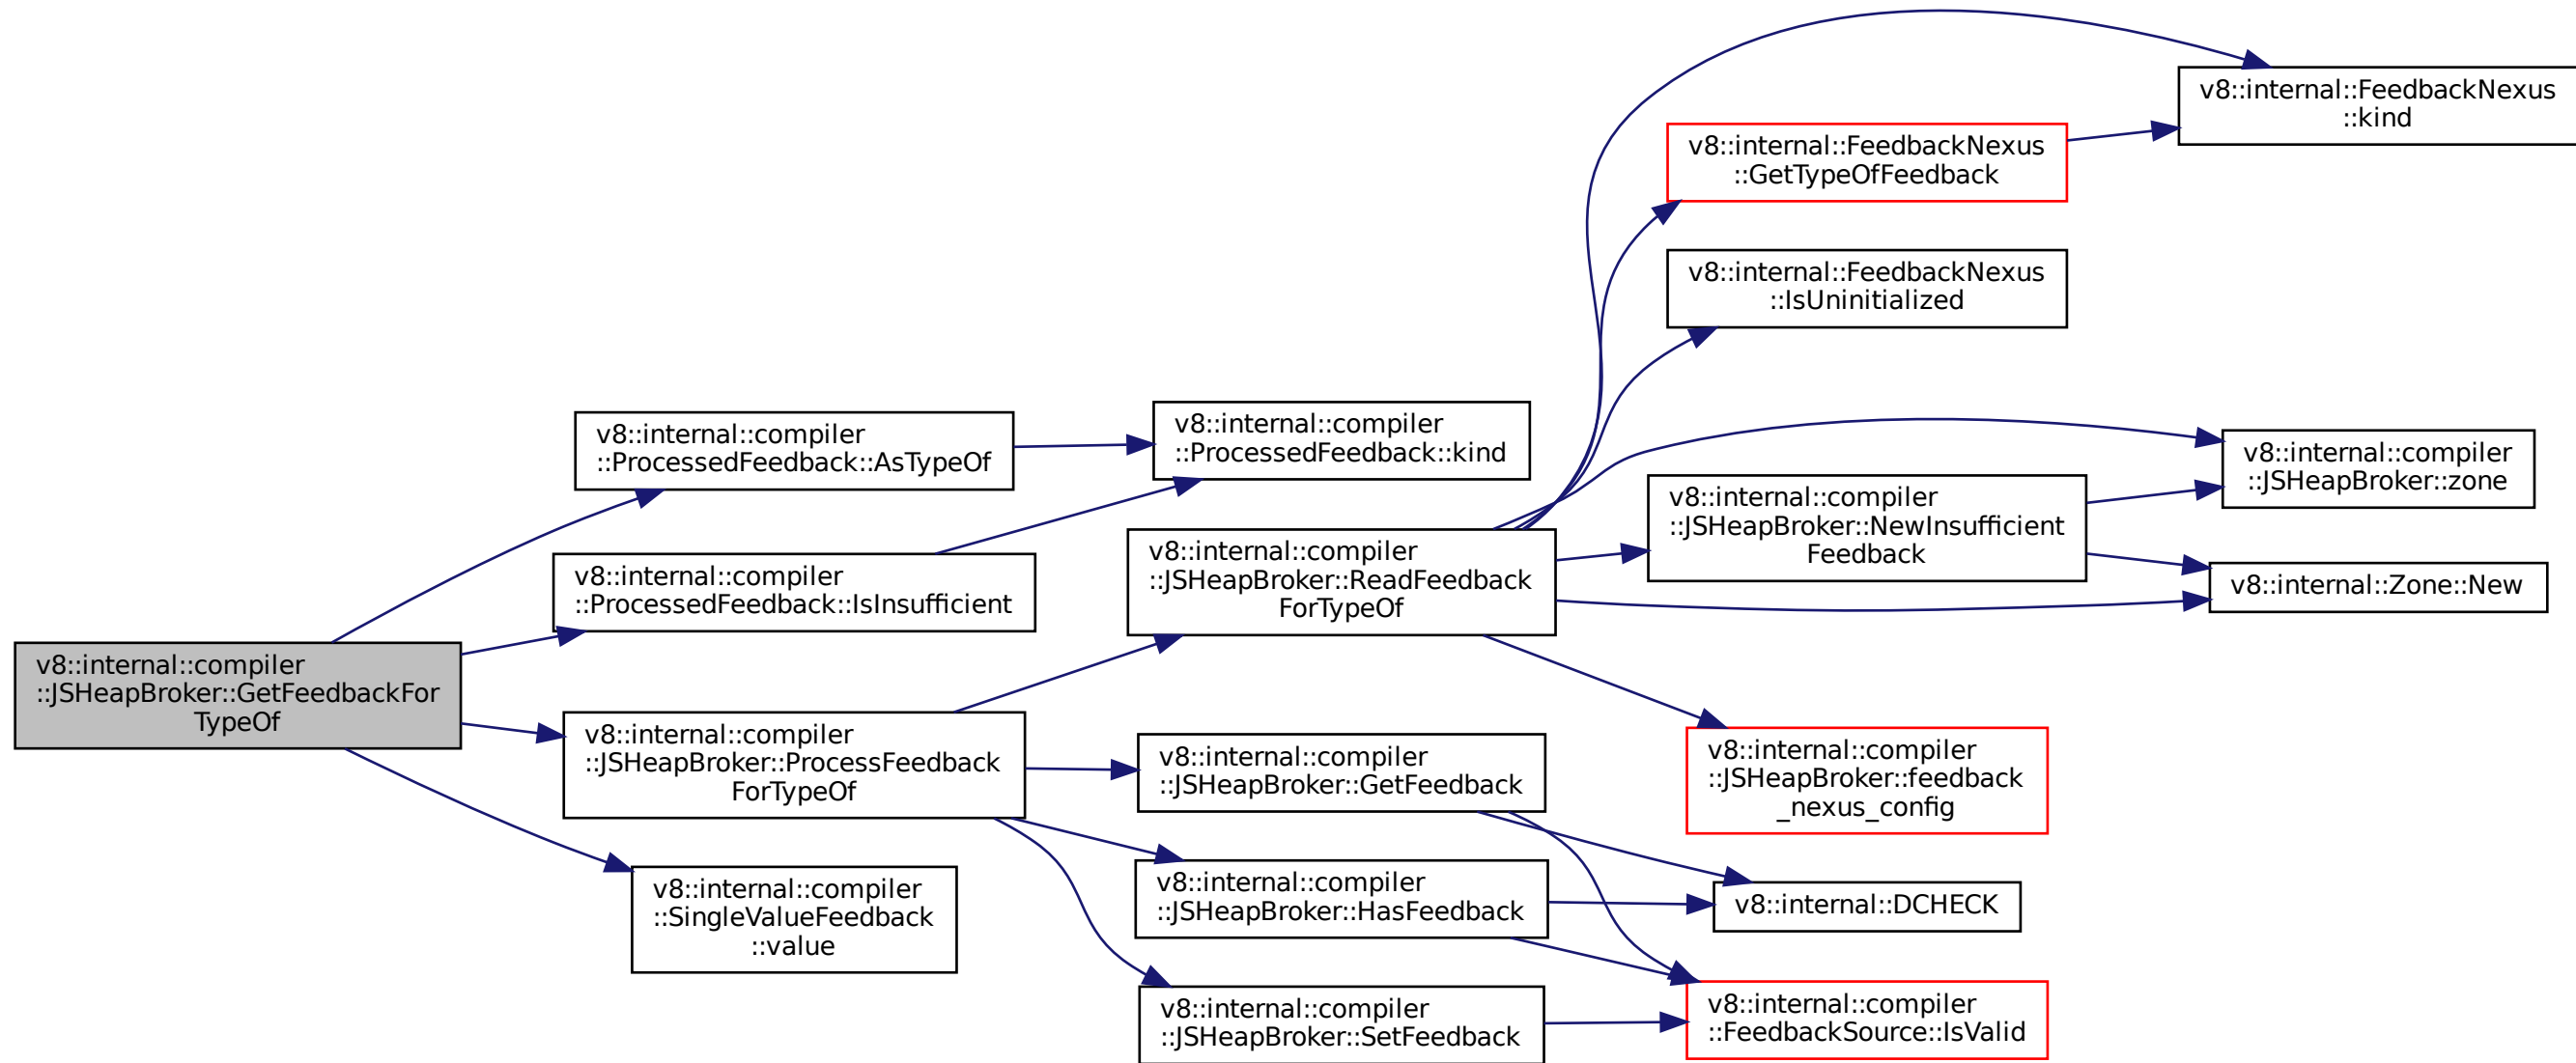 v8::internal::compiler
::JSHeapBroker::GetFeedbackFor
TypeOf
v8::internal::compiler
::ProcessedFeedback::AsTypeOf
v8::internal::compiler
::ProcessedFeedback::IsInsufficient
v8::internal::compiler
::JSHeapBroker::ProcessFeedback
ForTypeOf
v8::internal::compiler
::SingleValueFeedback
::value
v8::internal::compiler
::ProcessedFeedback::kind
v8::internal::compiler
::JSHeapBroker::ReadFeedback
ForTypeOf
v8::internal::compiler
::JSHeapBroker::GetFeedback
v8::internal::compiler
::JSHeapBroker::HasFeedback
v8::internal::compiler
::JSHeapBroker::SetFeedback
v8::internal::FeedbackNexus
::GetTypeOfFeedback
v8::internal::FeedbackNexus
::IsUninitialized
v8::internal::compiler
::JSHeapBroker::NewInsufficient
Feedback
v8::internal::compiler
::JSHeapBroker::feedback
_nexus_config
v8::internal::DCHECK
v8::internal::compiler
::FeedbackSource::IsValid
v8::internal::FeedbackNexus
::kind
v8::internal::compiler
::JSHeapBroker::zone
v8::internal::Zone::New